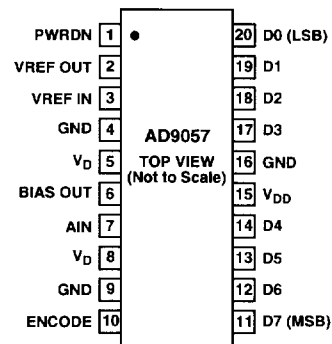 PWRDN 1 20 D0 (LSB)
VREF OUT 2 19 D1
VREF IN 3 18 D2
GND 4 17 D3
AD9057
VD 5 TOP VIEW 16 GND
(Not to Scale)
BIAS OUT 6 15 VDD
AIN 7 14 D4
VD 8 13 D5
GND 9 12 D6
ENCODE 10 11 D7 (MSB)